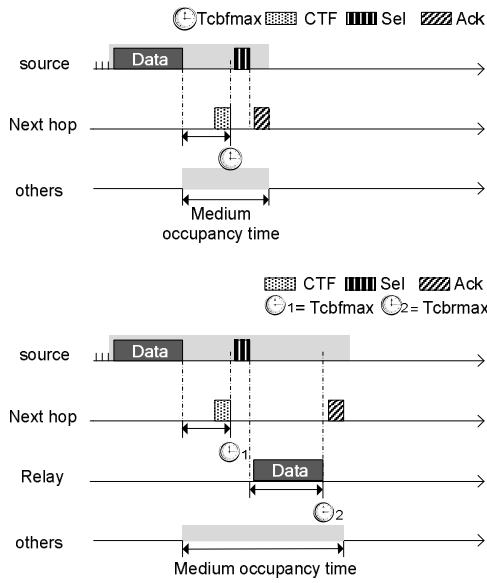 Tcbfmax CTF Sel Ack
source
Data
Next hop
others
Medium
occupancy time
CTF Sel Ack
1= Tcbfmax 2= Tcbrmax
source
Data
Next hop
1
Relay
Data
2
others
Medium occupancy time